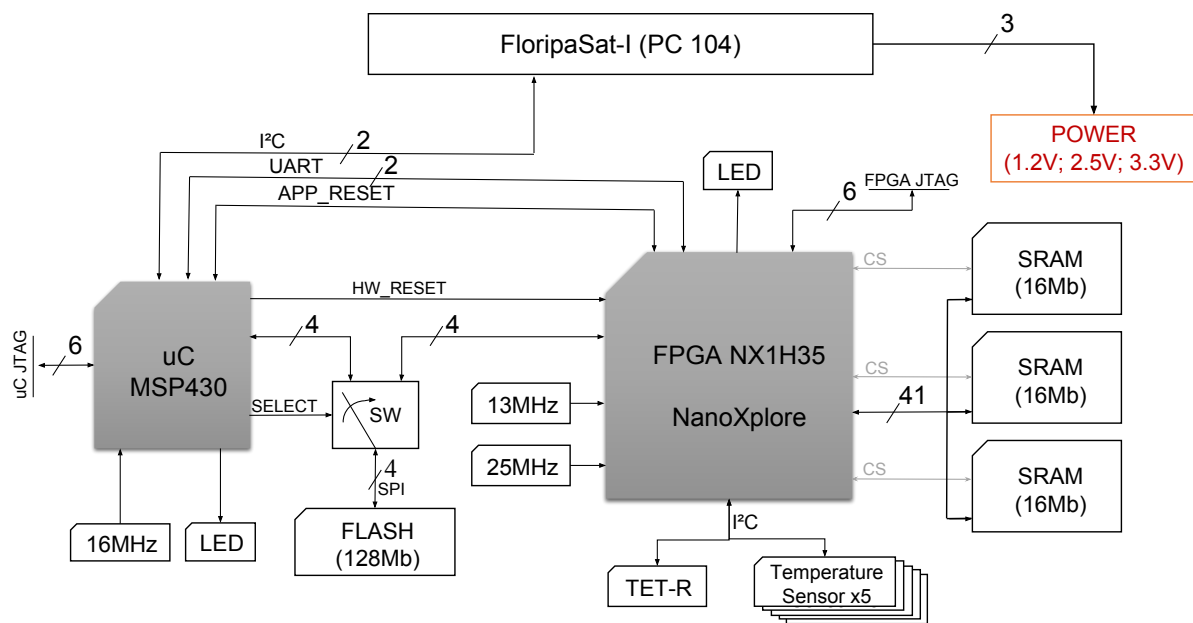 FloripaSat-I (PC 104)
3
POWER
(1.2V; 2.5V; 3.3V)
I²C
2
UART
2
APP_RESET
LED
6
FPGA JTAG
HW_RESET
4
4
uC JTAG
6
uC
MSP430
SELECT
SW
4
SPI
FLASH
(128Mb)
16MHz
LED
13MHz
25MHz
FPGA NX1H35
NanoXplore
CS
CS
41
CS
SRAM
(16Mb)
SRAM
(16Mb)
SRAM
(16Mb)
I²C
TET-R
Temperature
Sensor x5